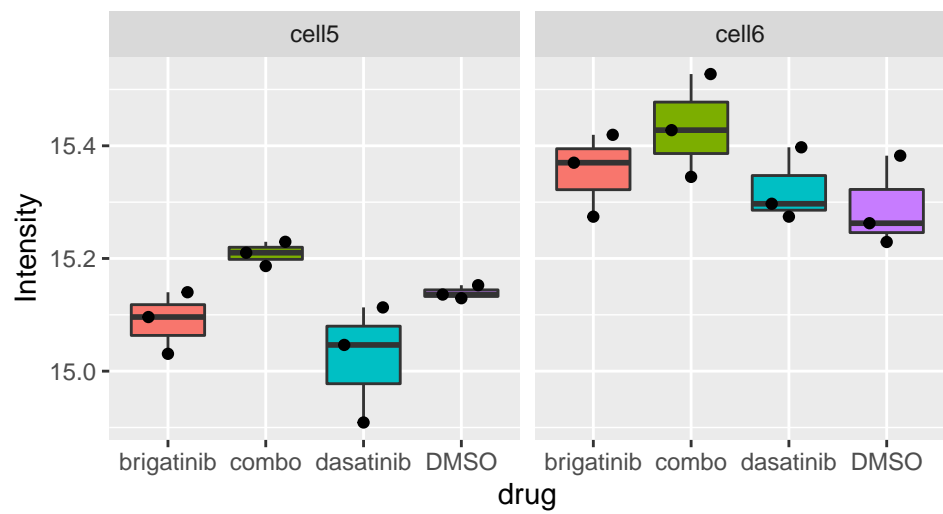 cell5 cell6
Intensity
15.4
15.2
15.0
brigatinib combo dasatinib DMSO brigatinib combo dasatinib DMSO
drug